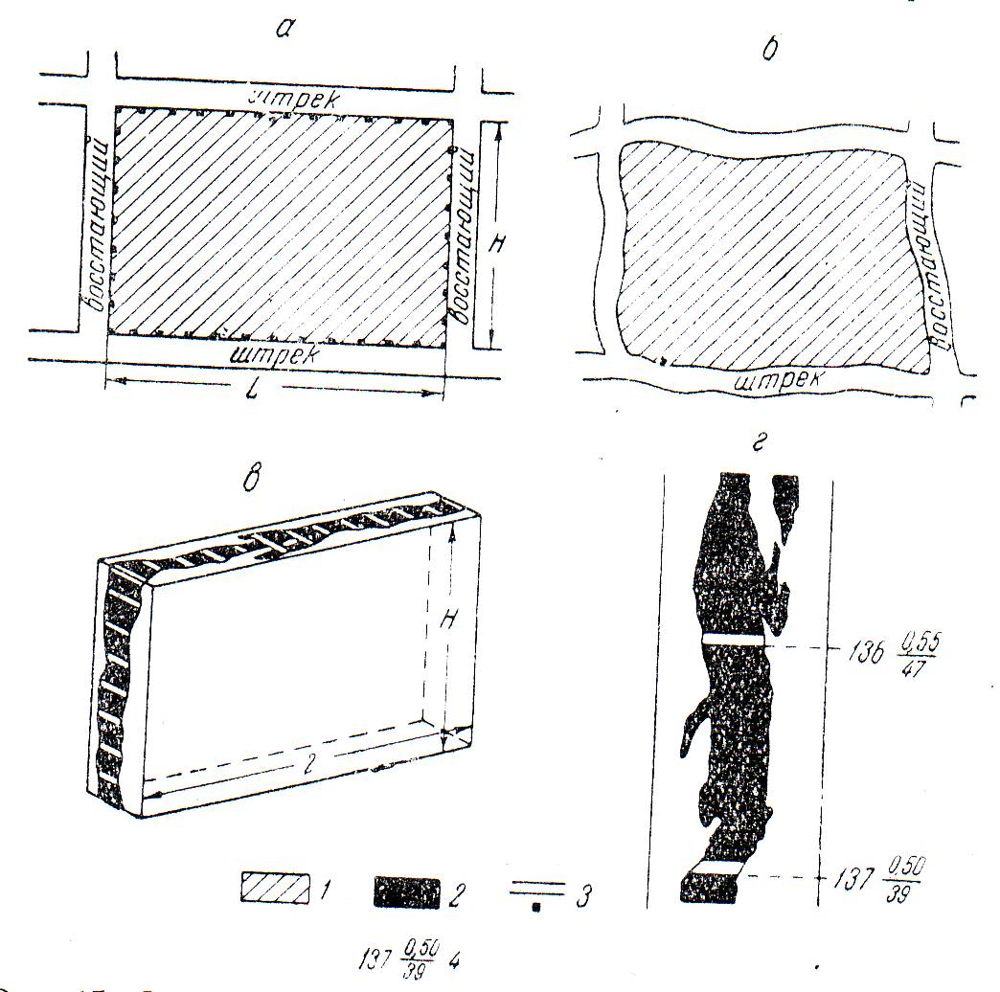 а
б
штрек
восстающий
восстающий
H
штрек
L
восстающий
штрек
в
г
H
136 0,55/47
137 0,50/39
1
2
3
137 0,50/39 4